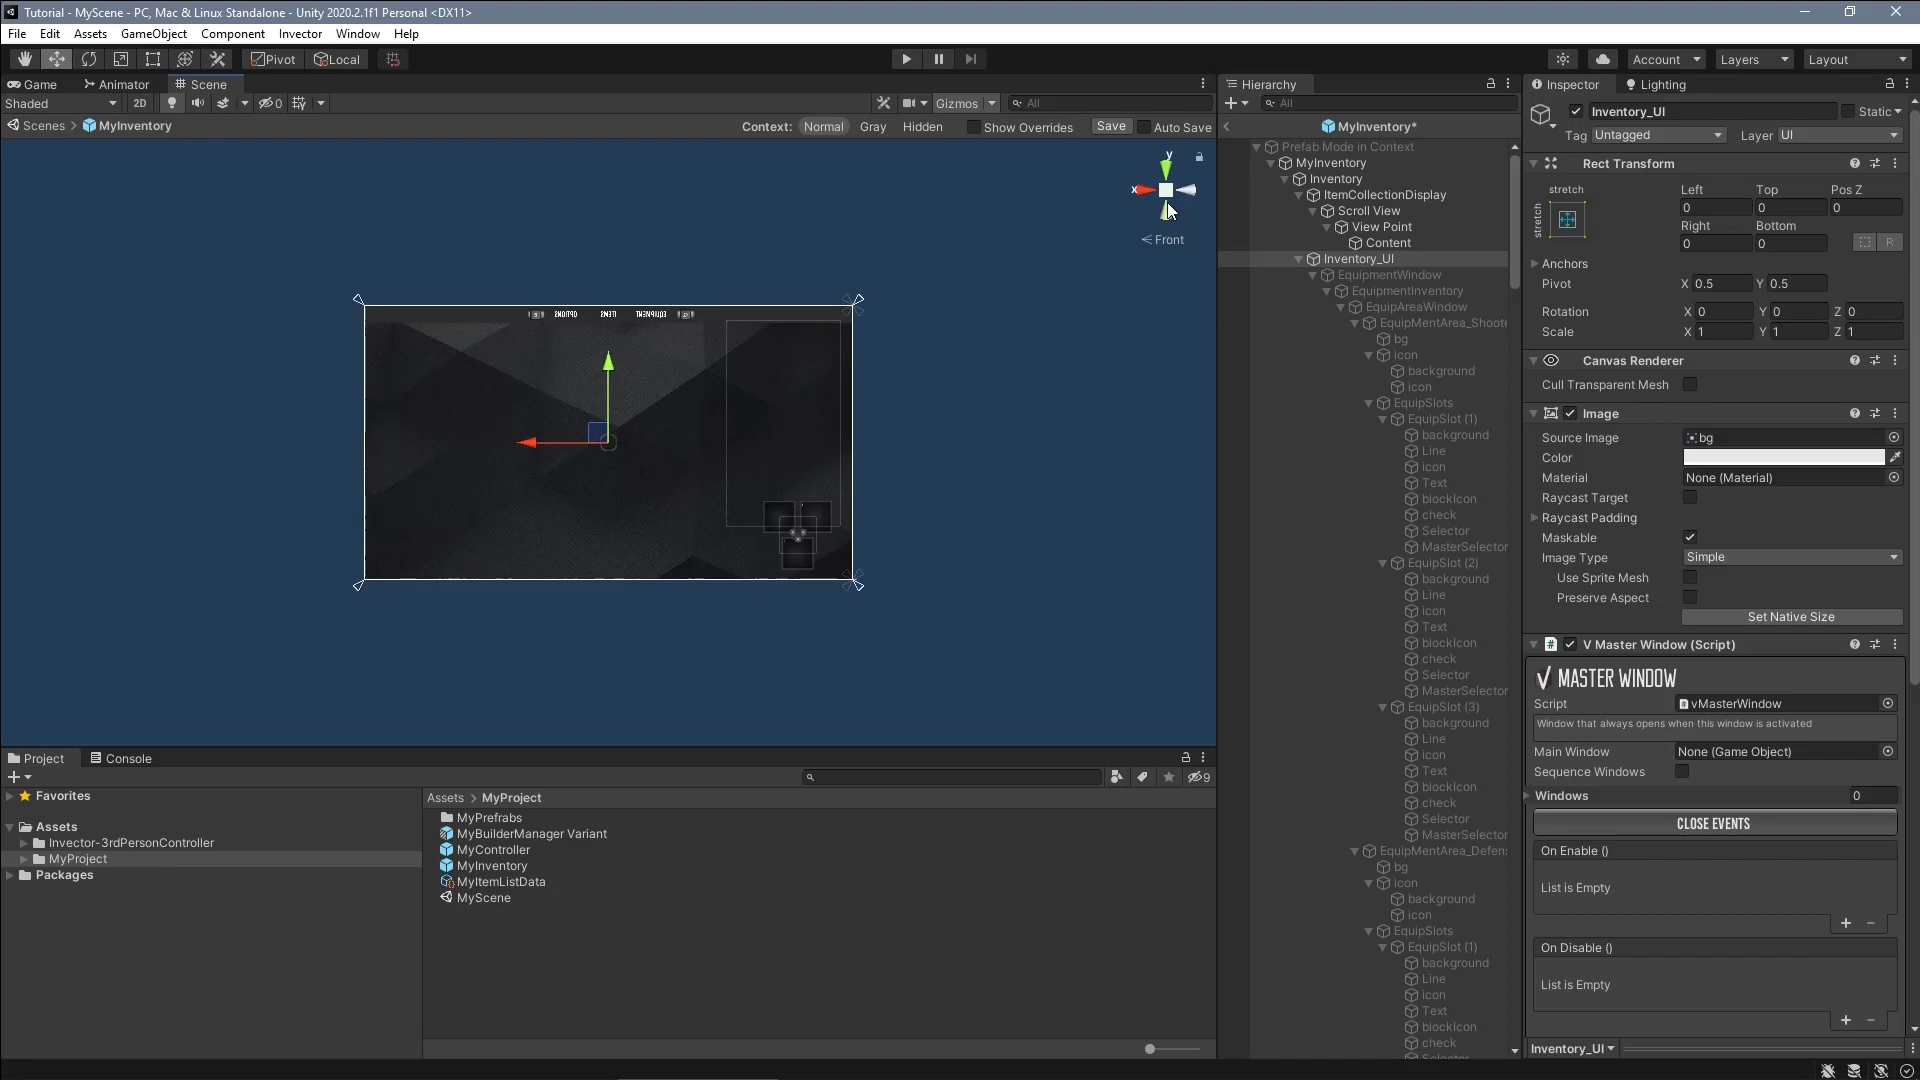 Tutorial - MyScene - PC, Mac & Linux Standalone - Unity 2020.2.1f1 Personal <DX11>
File Edit Assets GameObject Component Invector Window Help
Pivot Local Account Layers Layout
Game Animator Scene
Shaded 2D 0 Gizmos All
Scenes > MyInventory Context: Normal Gray Hidden Show Overrides Save Auto Save
y
x
< Front
EQUIPMENT ITEMS OPTIONS
Hierarchy
All
MyInventory*
Prefab Mode in Context
MyInventory
Inventory
ItemCollectionDisplay
Scroll View
View Point
Content
Inventory_UI
EquipmentWindow
EquipmentInventory
EquipAreaWindow
EquipMentArea_Shoote
bg
icon
background
icon
EquipSlots
EquipSlot (1)
background
Line
icon
Text
blockIcon
check
Selector
MasterSelector
EquipSlot (2)
background
Line
icon
Text
blockIcon
check
Selector
MasterSelector
EquipSlot (3)
background
Line
icon
Text
blockIcon
check
Selector
MasterSelector
EquipMentArea_Defens
bg
icon
background
icon
EquipSlots
EquipSlot (1)
background
Line
icon
Text
blockIcon
check
Selector
Inspector Lighting
Inventory_UI Static
Tag Untagged Layer UI
Rect Transform
stretch Left Top Pos Z
stretch 0 0 0
Right Bottom
0 0 R
Anchors
Pivot X 0.5 Y 0.5
Rotation X 0 Y 0 Z 0
Scale X 1 Y 1 Z 1
Canvas Renderer
Cull Transparent Mesh
Image
Source Image bg
Color
Material None (Material)
Raycast Target
Raycast Padding
Maskable
Image Type Simple
Use Sprite Mesh
Preserve Aspect
Set Native Size
V Master Window (Script)
MASTER WINDOW
Script vMasterWindow
Window that always opens when this window is activated
Main Window None (Game Object)
Sequence Windows
Windows 0
CLOSE EVENTS
On Enable ()
List is Empty
+ −
On Disable ()
List is Empty
+ −
Inventory_UI
Project Console
9
Favorites
Assets
Invector-3rdPersonController
MyProject
Packages
Assets > MyProject
MyPrefrabs
MyBuilderManager Variant
MyController
MyInventory
MyItemListData
MyScene